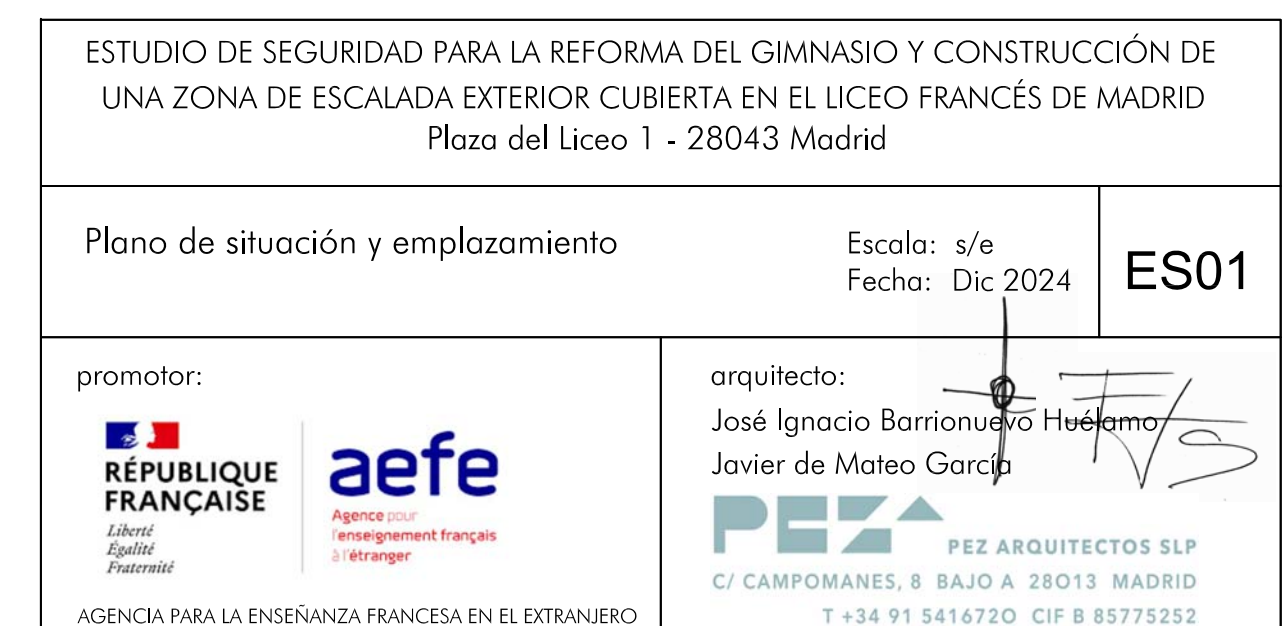 ESTUDIO DE SEGURIDAD PARA LA REFORMA DEL GIMNASIO Y CONSTRUCCIÓN DE
UNA ZONA DE ESCALADA EXTERIOR CUBIERTA EN EL LICEO FRANCÉS DE MADRID
Plaza del Liceo 1 - 28043 Madrid
Plano de situación y emplazamiento
Escala: s/e
Fecha: Dic 2024
ES01
promotor:
RÉPUBLIQUE
FRANÇAISE
Liberté
Égalité
Fraternité
aefe
Agence pour
l'enseignement français
à l'étranger
AGENCIA PARA LA ENSEÑANZA FRANCESA EN EL EXTRANJERO
arquitecto:
José Ignacio Barrionuevo Huélamo
Javier de Mateo García
PEZ
PEZ ARQUITECTOS SLP
C/ CAMPOMANES, 8 BAJO A 28013 MADRID
T +34 91 5416720 CIF B 85775252